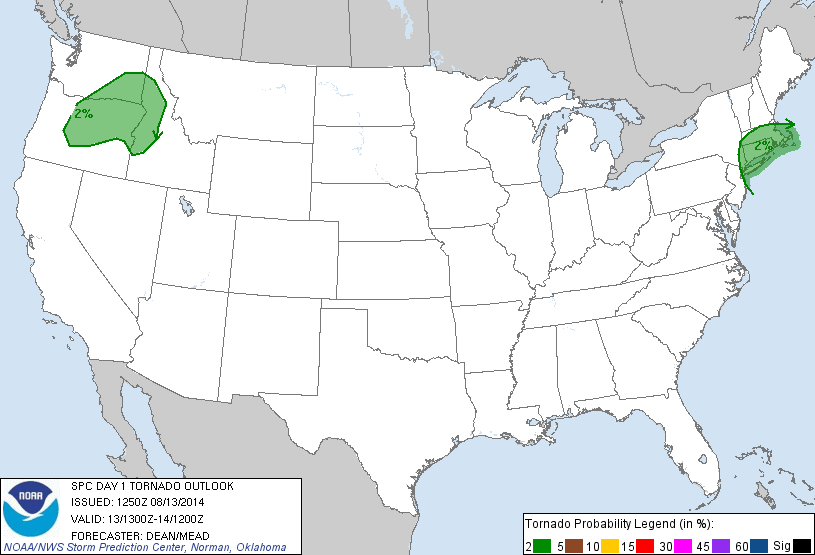 2%
2%
NOAA
SPC DAY 1 TORNADO OUTLOOK
ISSUED: 1250Z 08/13/2014
VALID: 13/1300Z-14/1200Z
FORECASTER: DEAN/MEAD
NOAA/NWS Storm Prediction Center, Norman, Oklahoma
Tornado Probability Legend (in %):
2 5 10 15 30 45 60 Sig